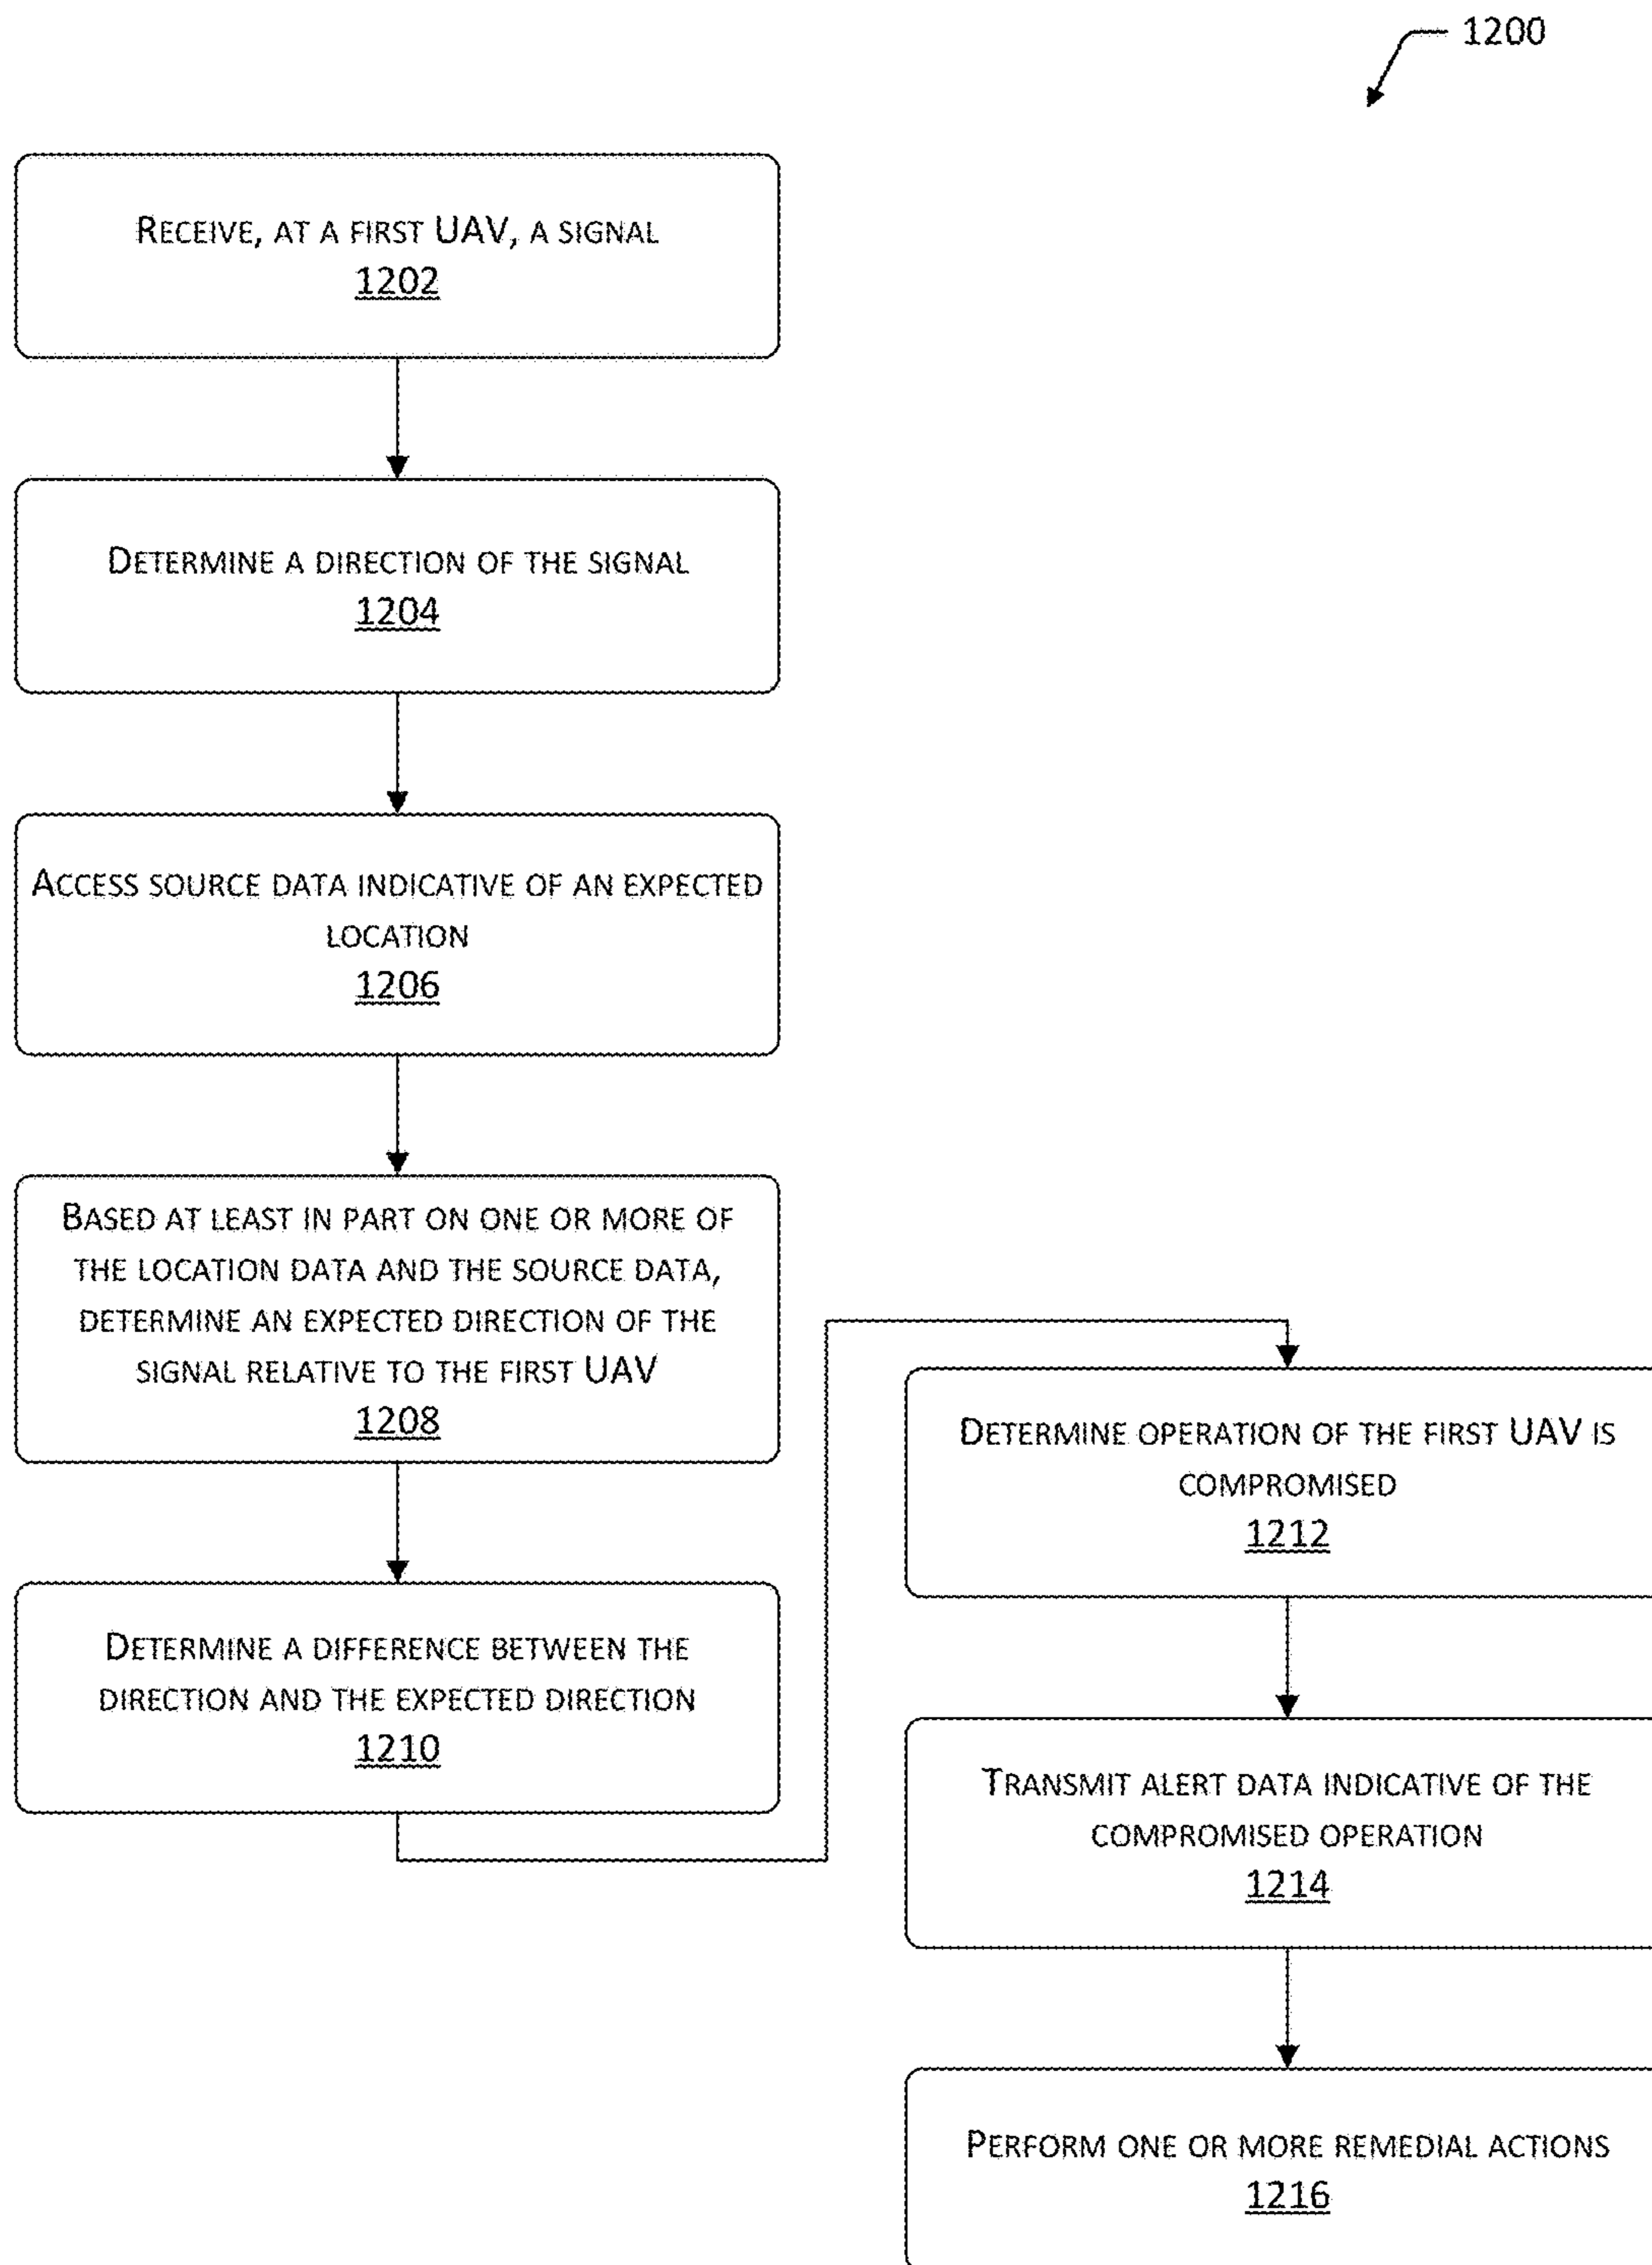 1200
RECEIVE, AT A FIRST UAV, A SIGNAL
1202
DETERMINE A DIRECTION OF THE SIGNAL
1204
ACCESS SOURCE DATA INDICATIVE OF AN EXPECTED
LOCATION
1206
BASED AT LEAST IN PART ON ONE OR MORE OF
THE LOCATION DATA AND THE SOURCE DATA,
DETERMINE AN EXPECTED DIRECTION OF THE
SIGNAL RELATIVE TO THE FIRST UAV
1208
DETERMINE A DIFFERENCE BETWEEN THE
DIRECTION AND THE EXPECTED DIRECTION
1210
DETERMINE OPERATION OF THE FIRST UAV IS
COMPROMISED
1212
TRANSMIT ALERT DATA INDICATIVE OF THE
COMPROMISED OPERATION
1214
PERFORM ONE OR MORE REMEDIAL ACTIONS
1216